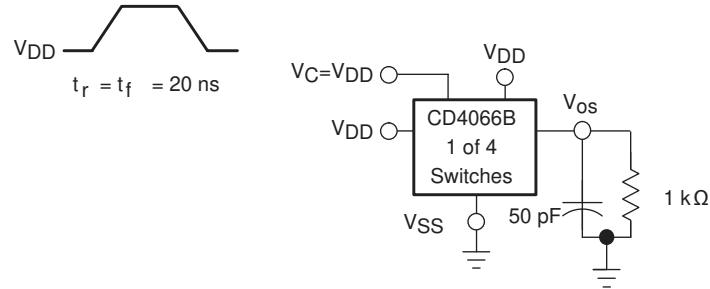 VDD
tr = tf = 20 ns
VC=VDD
VDD
VDD
CD4066B
1 of 4
Switches
Vos
VSS
50 pF
1 kΩ